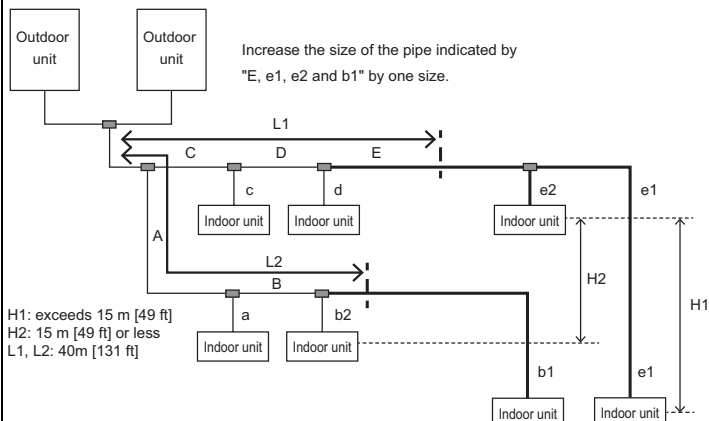 Outdoor
unit
Outdoor
unit
Increase the size of the pipe indicated by
"E, e1, e2 and b1" by one size.
L1
C
D
E
c
d
e2
e1
Indoor unit
Indoor unit
Indoor unit
A
L2
B
H2
H1
H1: exceeds 15 m [49 ft]
H2: 15 m [49 ft] or less
L1, L2: 40m [131 ft]
a
b2
Indoor unit
Indoor unit
b1
e1
Indoor unit
Indoor unit